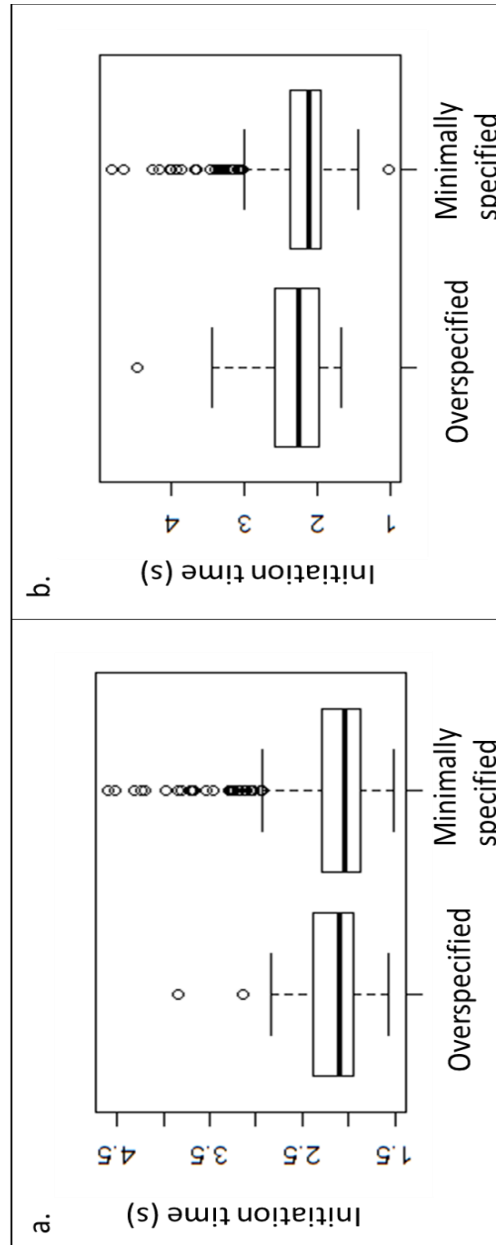 a.
Initiation time (s)
4.5
3.5
2.5
1.5
Overspecified
Minimally
specified
b.
Initiation time (s)
4
3
2
1
Overspecified
Minimally
specified